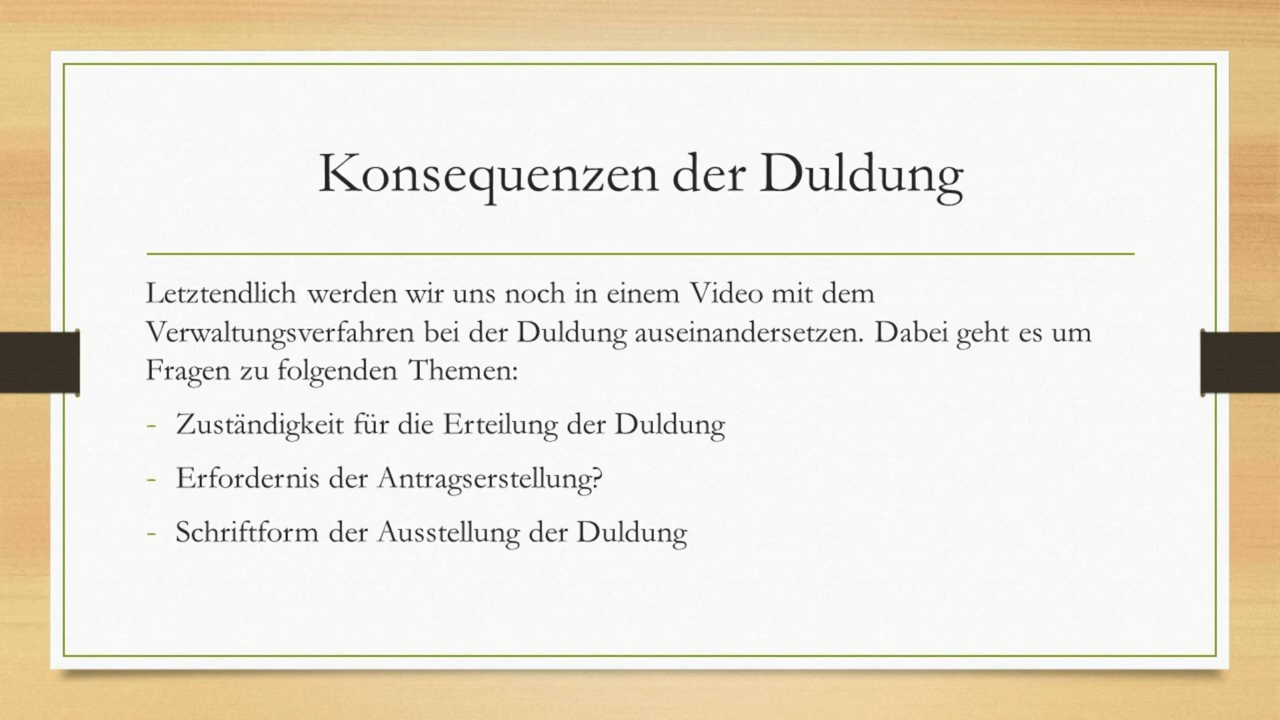 Konsequenzen der Duldung
Letztendlich werden wir uns noch in einem Video mit dem
Verwaltungsverfahren bei der Duldung auseinandersetzen. Dabei geht es um
Fragen zu folgenden Themen:
- Zuständigkeit für die Erteilung der Duldung
- Erfordernis der Antragserstellung?
- Schriftform der Ausstellung der Duldung